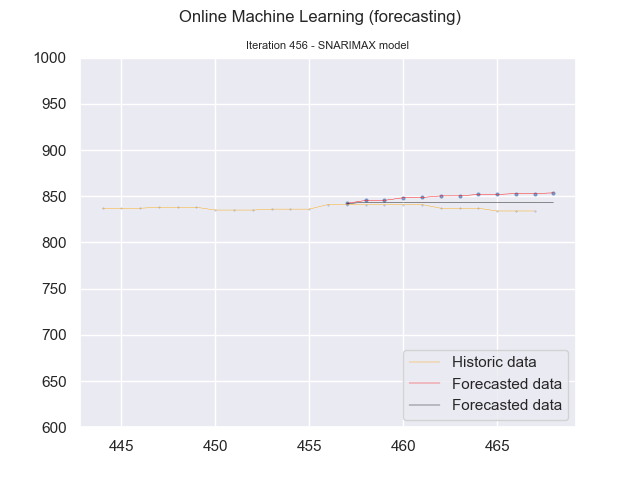 Online Machine Learning (forecasting)
Iteration 456 - SNARIMAX model
1000
950
900
850
800
750
700
650
600
Historic data
Forecasted data
Forecasted data
445 450 455 460 465